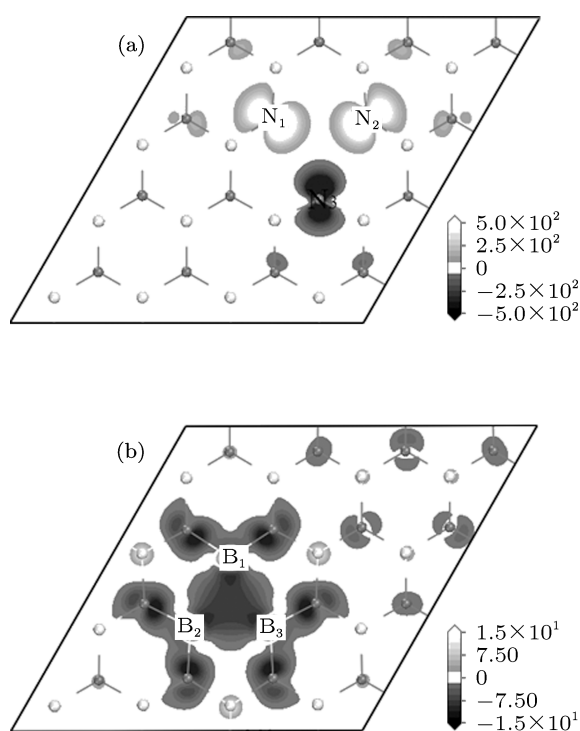 (a)
N₁
N₂
N₃
5.0×10²
2.5×10²
0
−2.5×10²
−5.0×10²
(b)
B₁
B₂
B₃
1.5×10¹
7.50
0
−7.50
−1.5×10¹